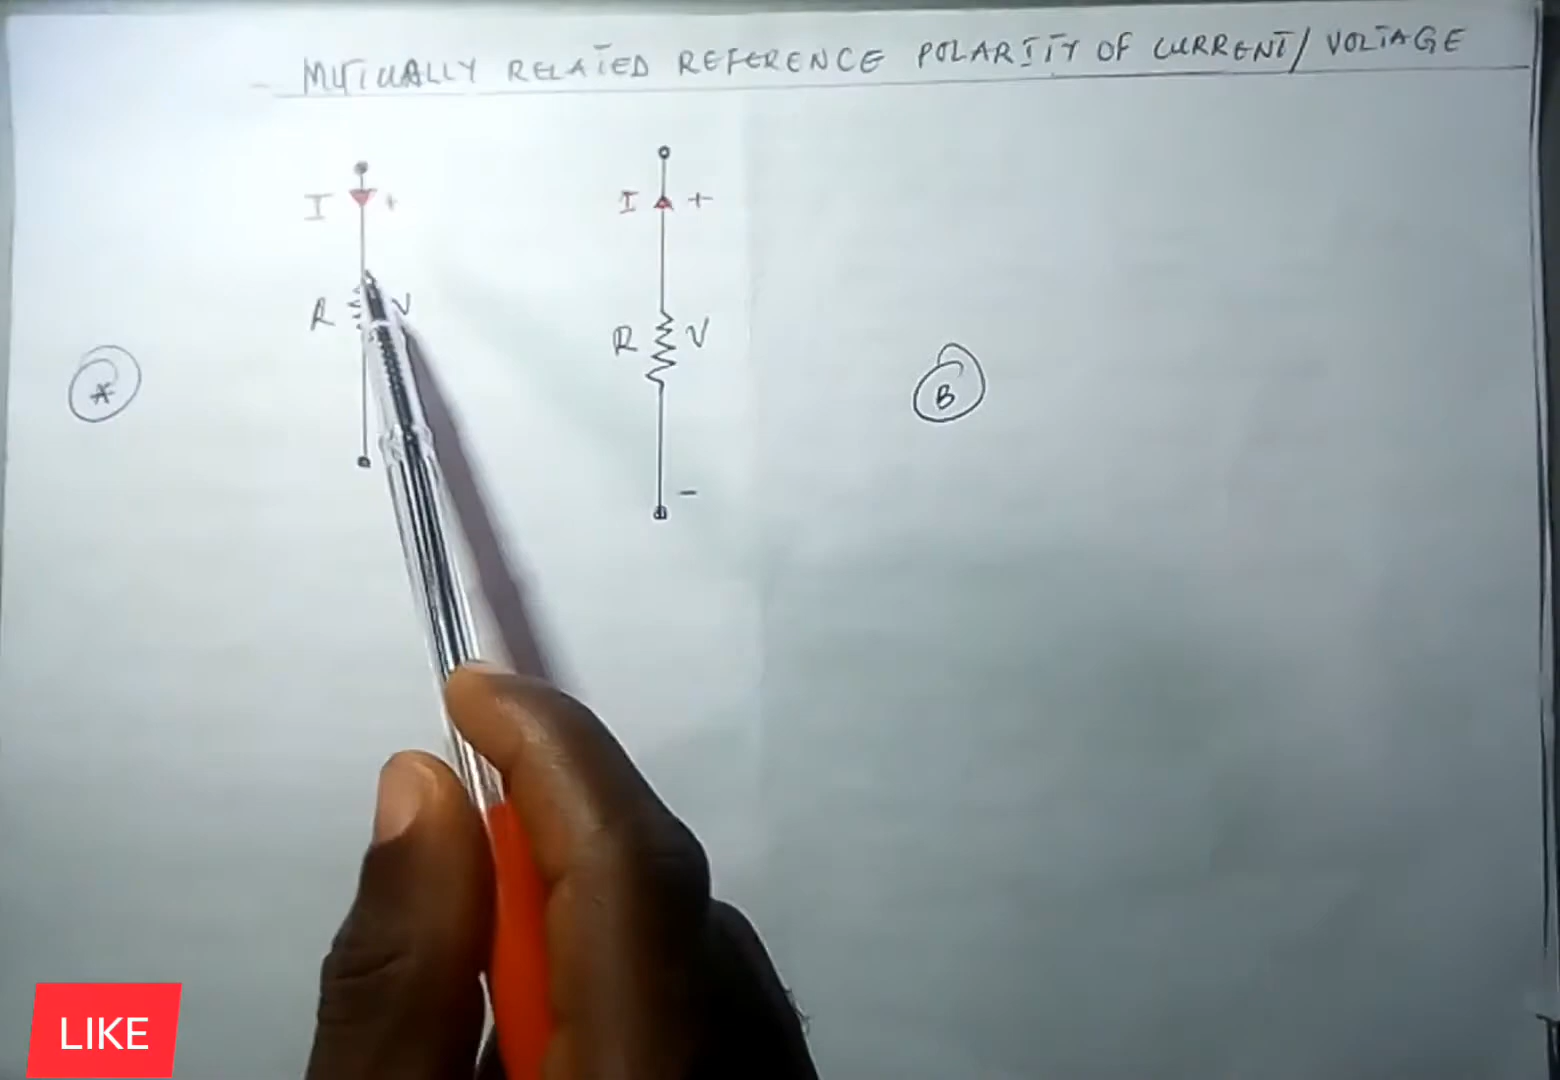 MUTUALLY RELATED REFERENCE POLARITY OF CURRENT/ VOLTAGE
I +
I +
R V
R V
A
B
-
LIKE